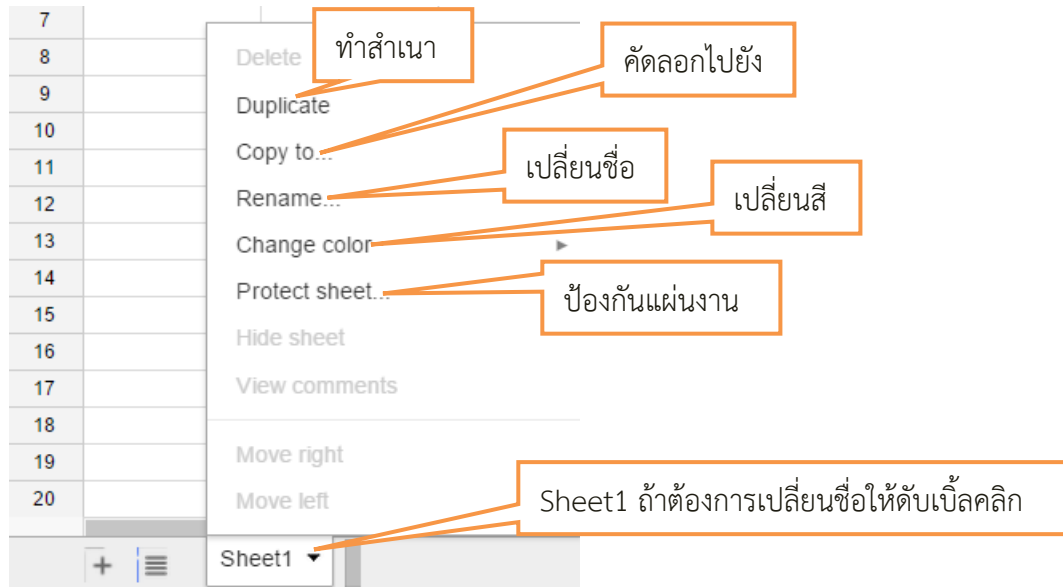 7
8
9
10
11
12
13
14
15
16
17
18
19
20
Delete
ทำสำเนา
Duplicate
คัดลอกไปยัง
Copy to...
เปลี่ยนชื่อ
Rename...
เปลี่ยนสี
Change color
Protect sheet...
ป้องกันแผ่นงาน
Hide sheet
View comments
Move right
Move left
Sheet1 ถ้าต้องการเปลี่ยนชื่อให้ดับเบิ้ลคลิก
Sheet1